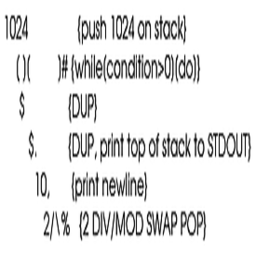 1024 {push 1024 on stack}
( )( )# {while(condition>0)(do)}
$ {DUP}
$. {DUP, print top of stack to STDOUT}
10, {print newline}
2/\% {2 DIV/MOD SWAP POP}